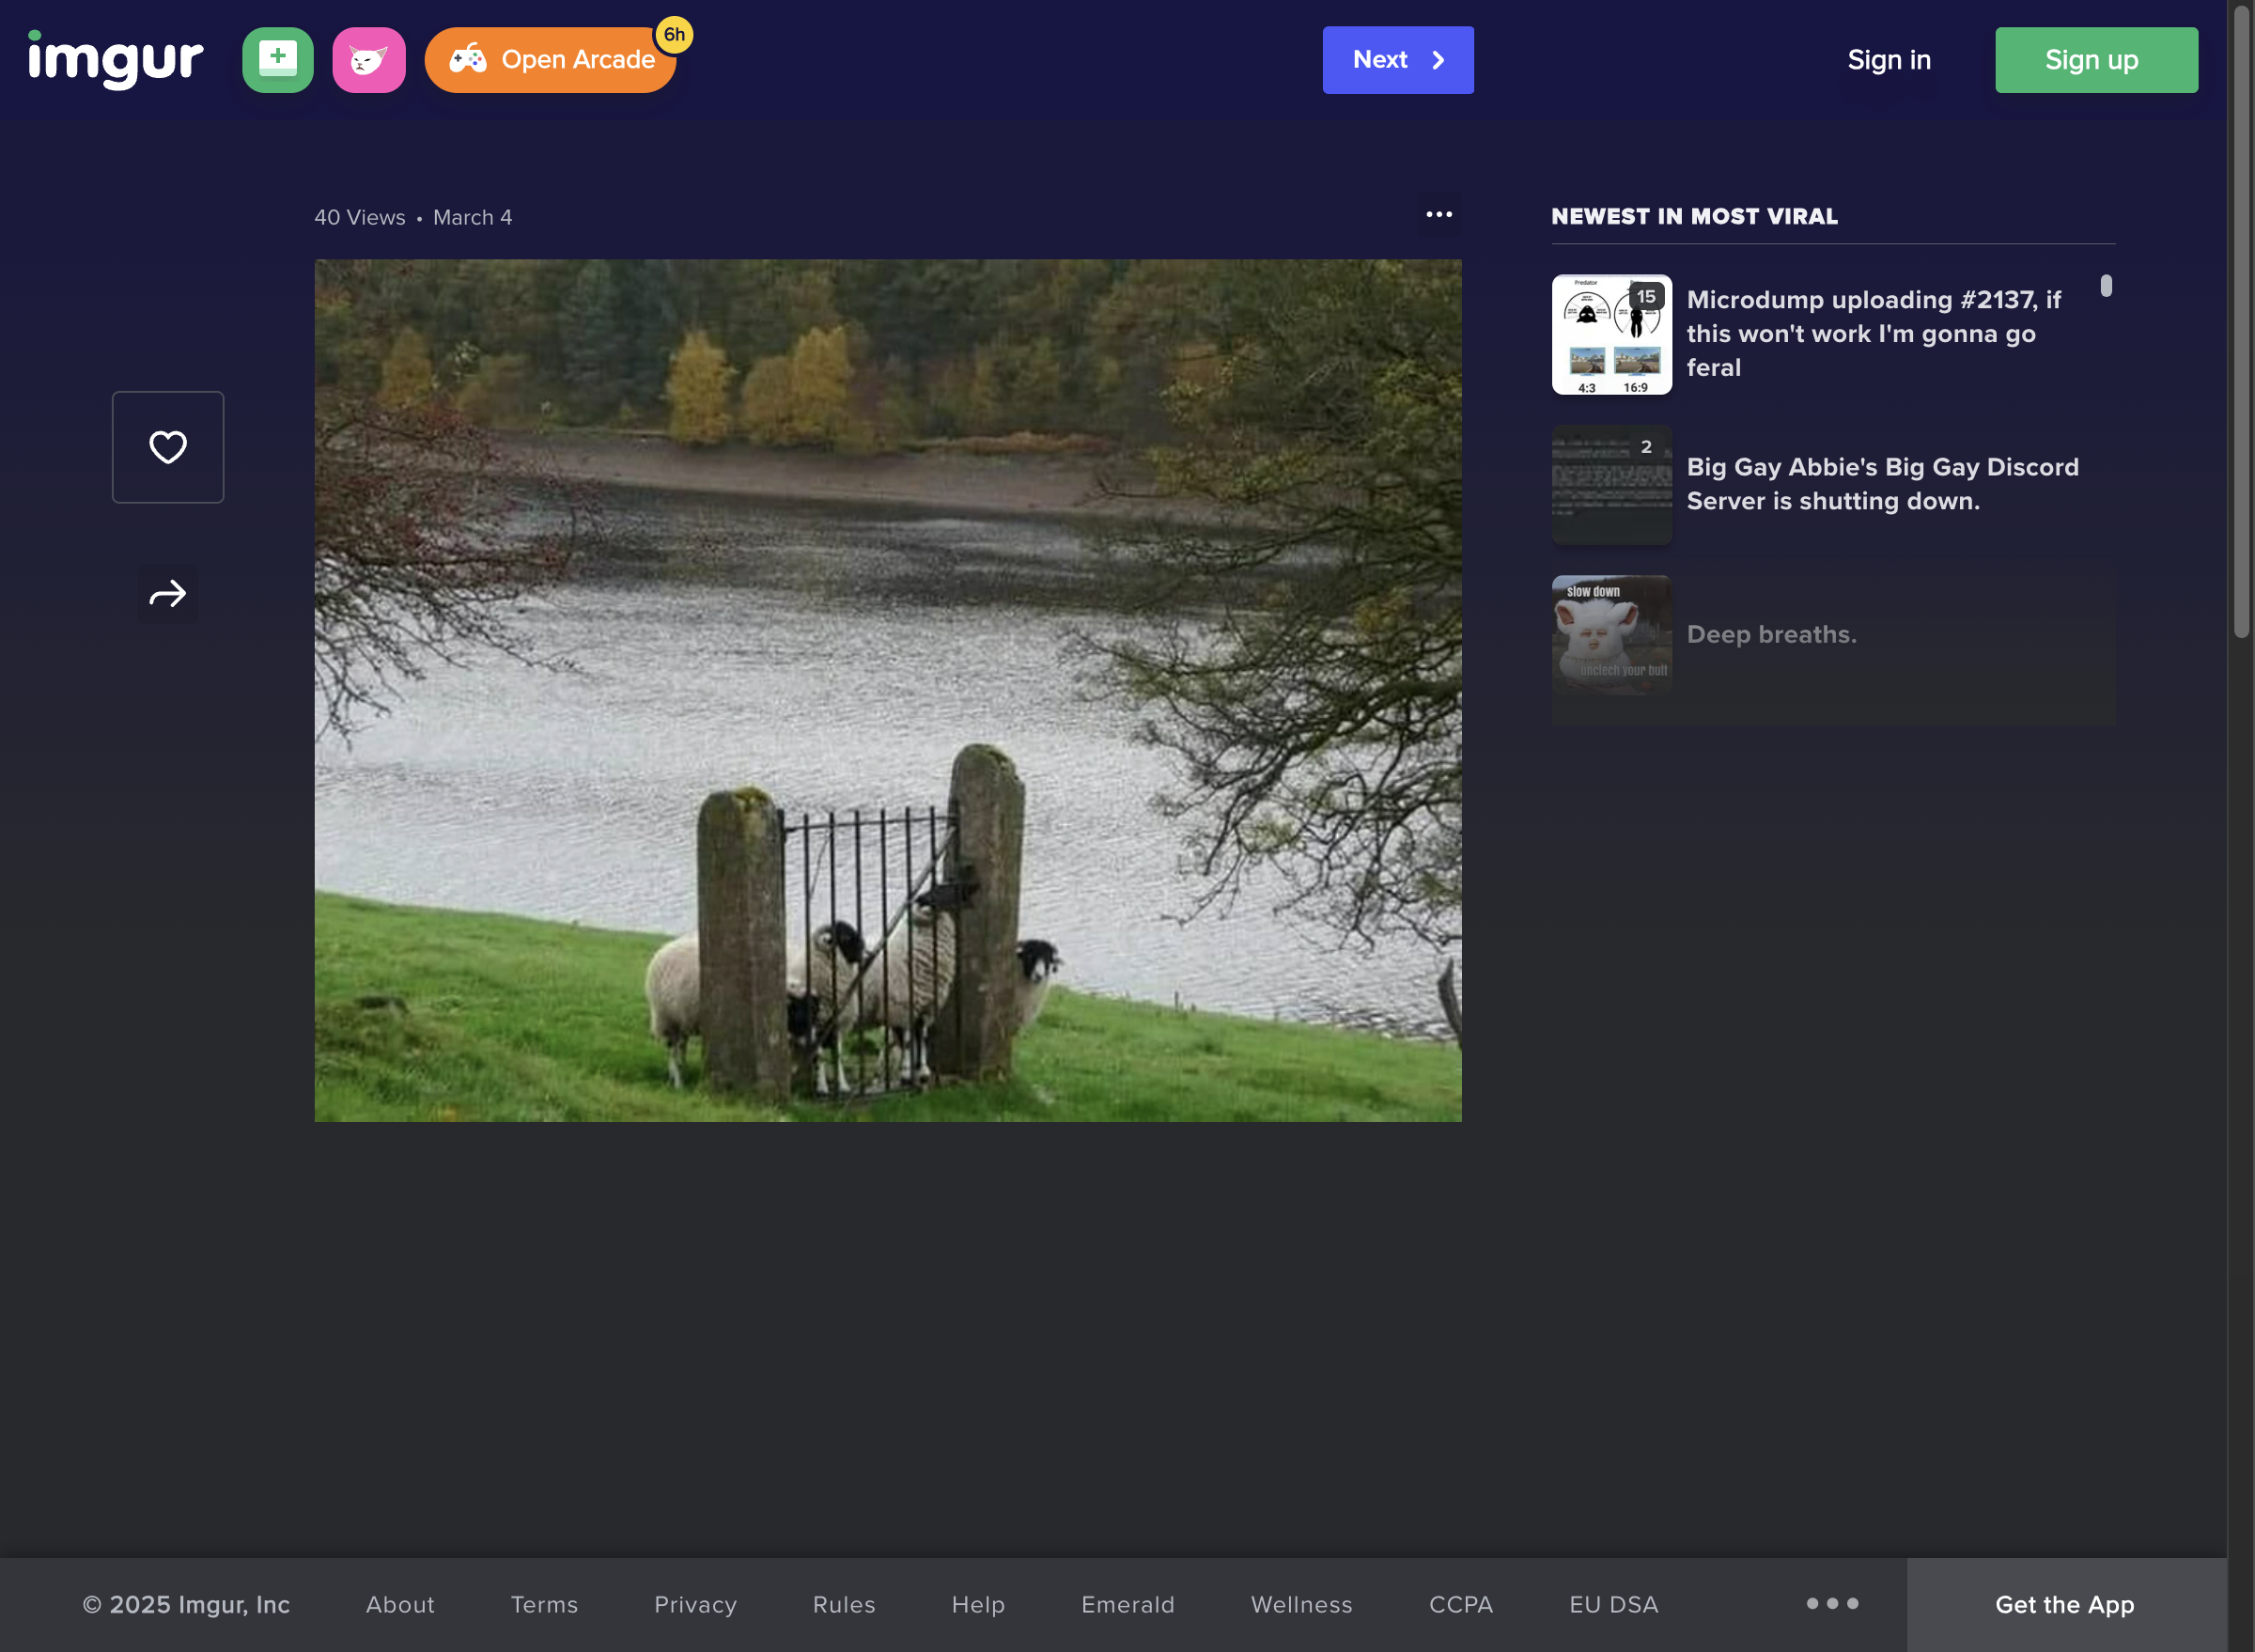 imgur
Open Arcade
6h
Next
Sign in
Sign up
40 Views • March 4
NEWEST IN MOST VIRAL
Predator
15
4:3 16:9
Microdump uploading #2137, if
this won't work I'm gonna go
feral
2
Big Gay Abbie's Big Gay Discord
Server is shutting down.
slow down
unclech your butt
Deep breaths.
© 2025 Imgur, Inc
About
Terms
Privacy
Rules
Help
Emerald
Wellness
CCPA
EU DSA
Get the App